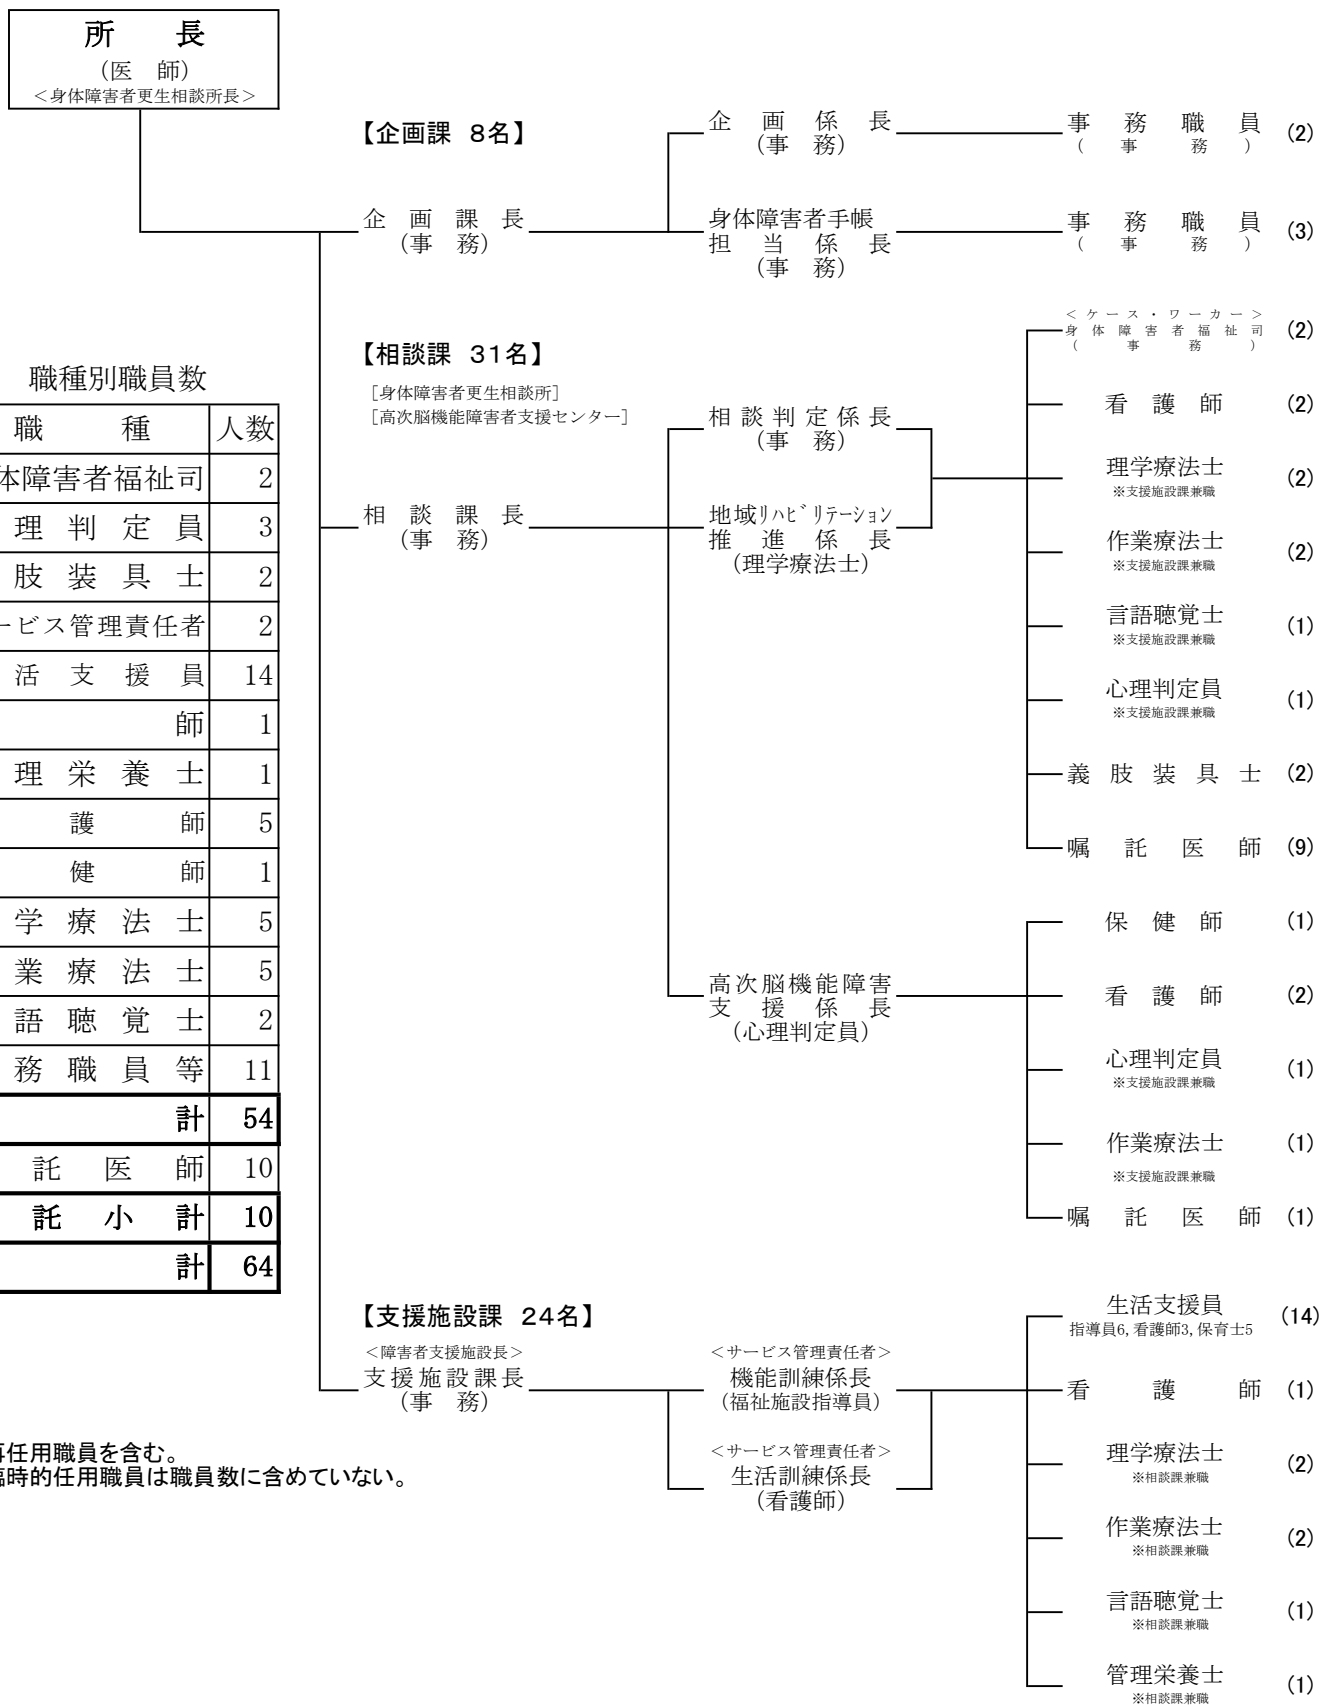 所長
(医師)
<身体障害者更生相談所長>
【企画課 8名】
企画課長
(事務)
企画係長
(事務)
事務職員
(事務)
(2)
身体障害者手帳
担当係長
(事務)
事務職員
(事務)
(3)
【相談課 31名】
[身体障害者更生相談所]
[高次脳機能障害者支援センター]
相談課長
(事務)
相談判定係長
(事務)
地域リハビリテーション
推進係長
(理学療法士)
<ケース・ワーカー>
身体障害者福祉司
(事務)
(2)
看護師 (2)
理学療法士 (2)
※支援施設課兼職
作業療法士 (2)
※支援施設課兼職
言語聴覚士 (1)
※支援施設課兼職
心理判定員 (1)
※支援施設課兼職
義肢装具士 (2)
嘱託医師 (9)
高次脳機能障害
支援係長
(心理判定員)
保健師 (1)
看護師 (2)
心理判定員 (1)
※支援施設課兼職
作業療法士 (1)
※支援施設課兼職
嘱託医師 (1)
【支援施設課 24名】
<障害者支援施設長>
支援施設課長
(事務)
<サービス管理責任者>
機能訓練係長
(福祉施設指導員)
<サービス管理責任者>
生活訓練係長
(看護師)
生活支援員 (14)
指導員6,看護師3,保育士5
看護師 (1)
理学療法士 (2)
※相談課兼職
作業療法士 (2)
※相談課兼職
言語聴覚士 (1)
※相談課兼職
管理栄養士 (1)
※相談課兼職
職種別職員数
職種 人数
体障害者福祉司 2
理判定員 3
肢装具士 2
ービス管理責任者 2
活支援員 14
師 1
理栄養士 1
護師 5
健師 1
学療法士 5
業療法士 5
語聴覚士 2
務職員等 11
計 54
託医師 10
託小計 10
計 64
再任用職員を含む。
臨時的任用職員は職員数に含めていない。